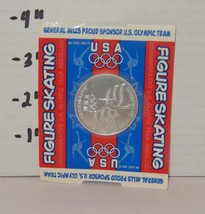 -4"
-3"
-2"
-1"
GENERAL MILLS PROUD SPONSOR U.S. OLYMPIC TEAM
USA
FIGURE SKATING
FIGURE SKATING
USA
GENERAL MILLS PROUD SPONSOR U.S. OLYMPIC TEAM